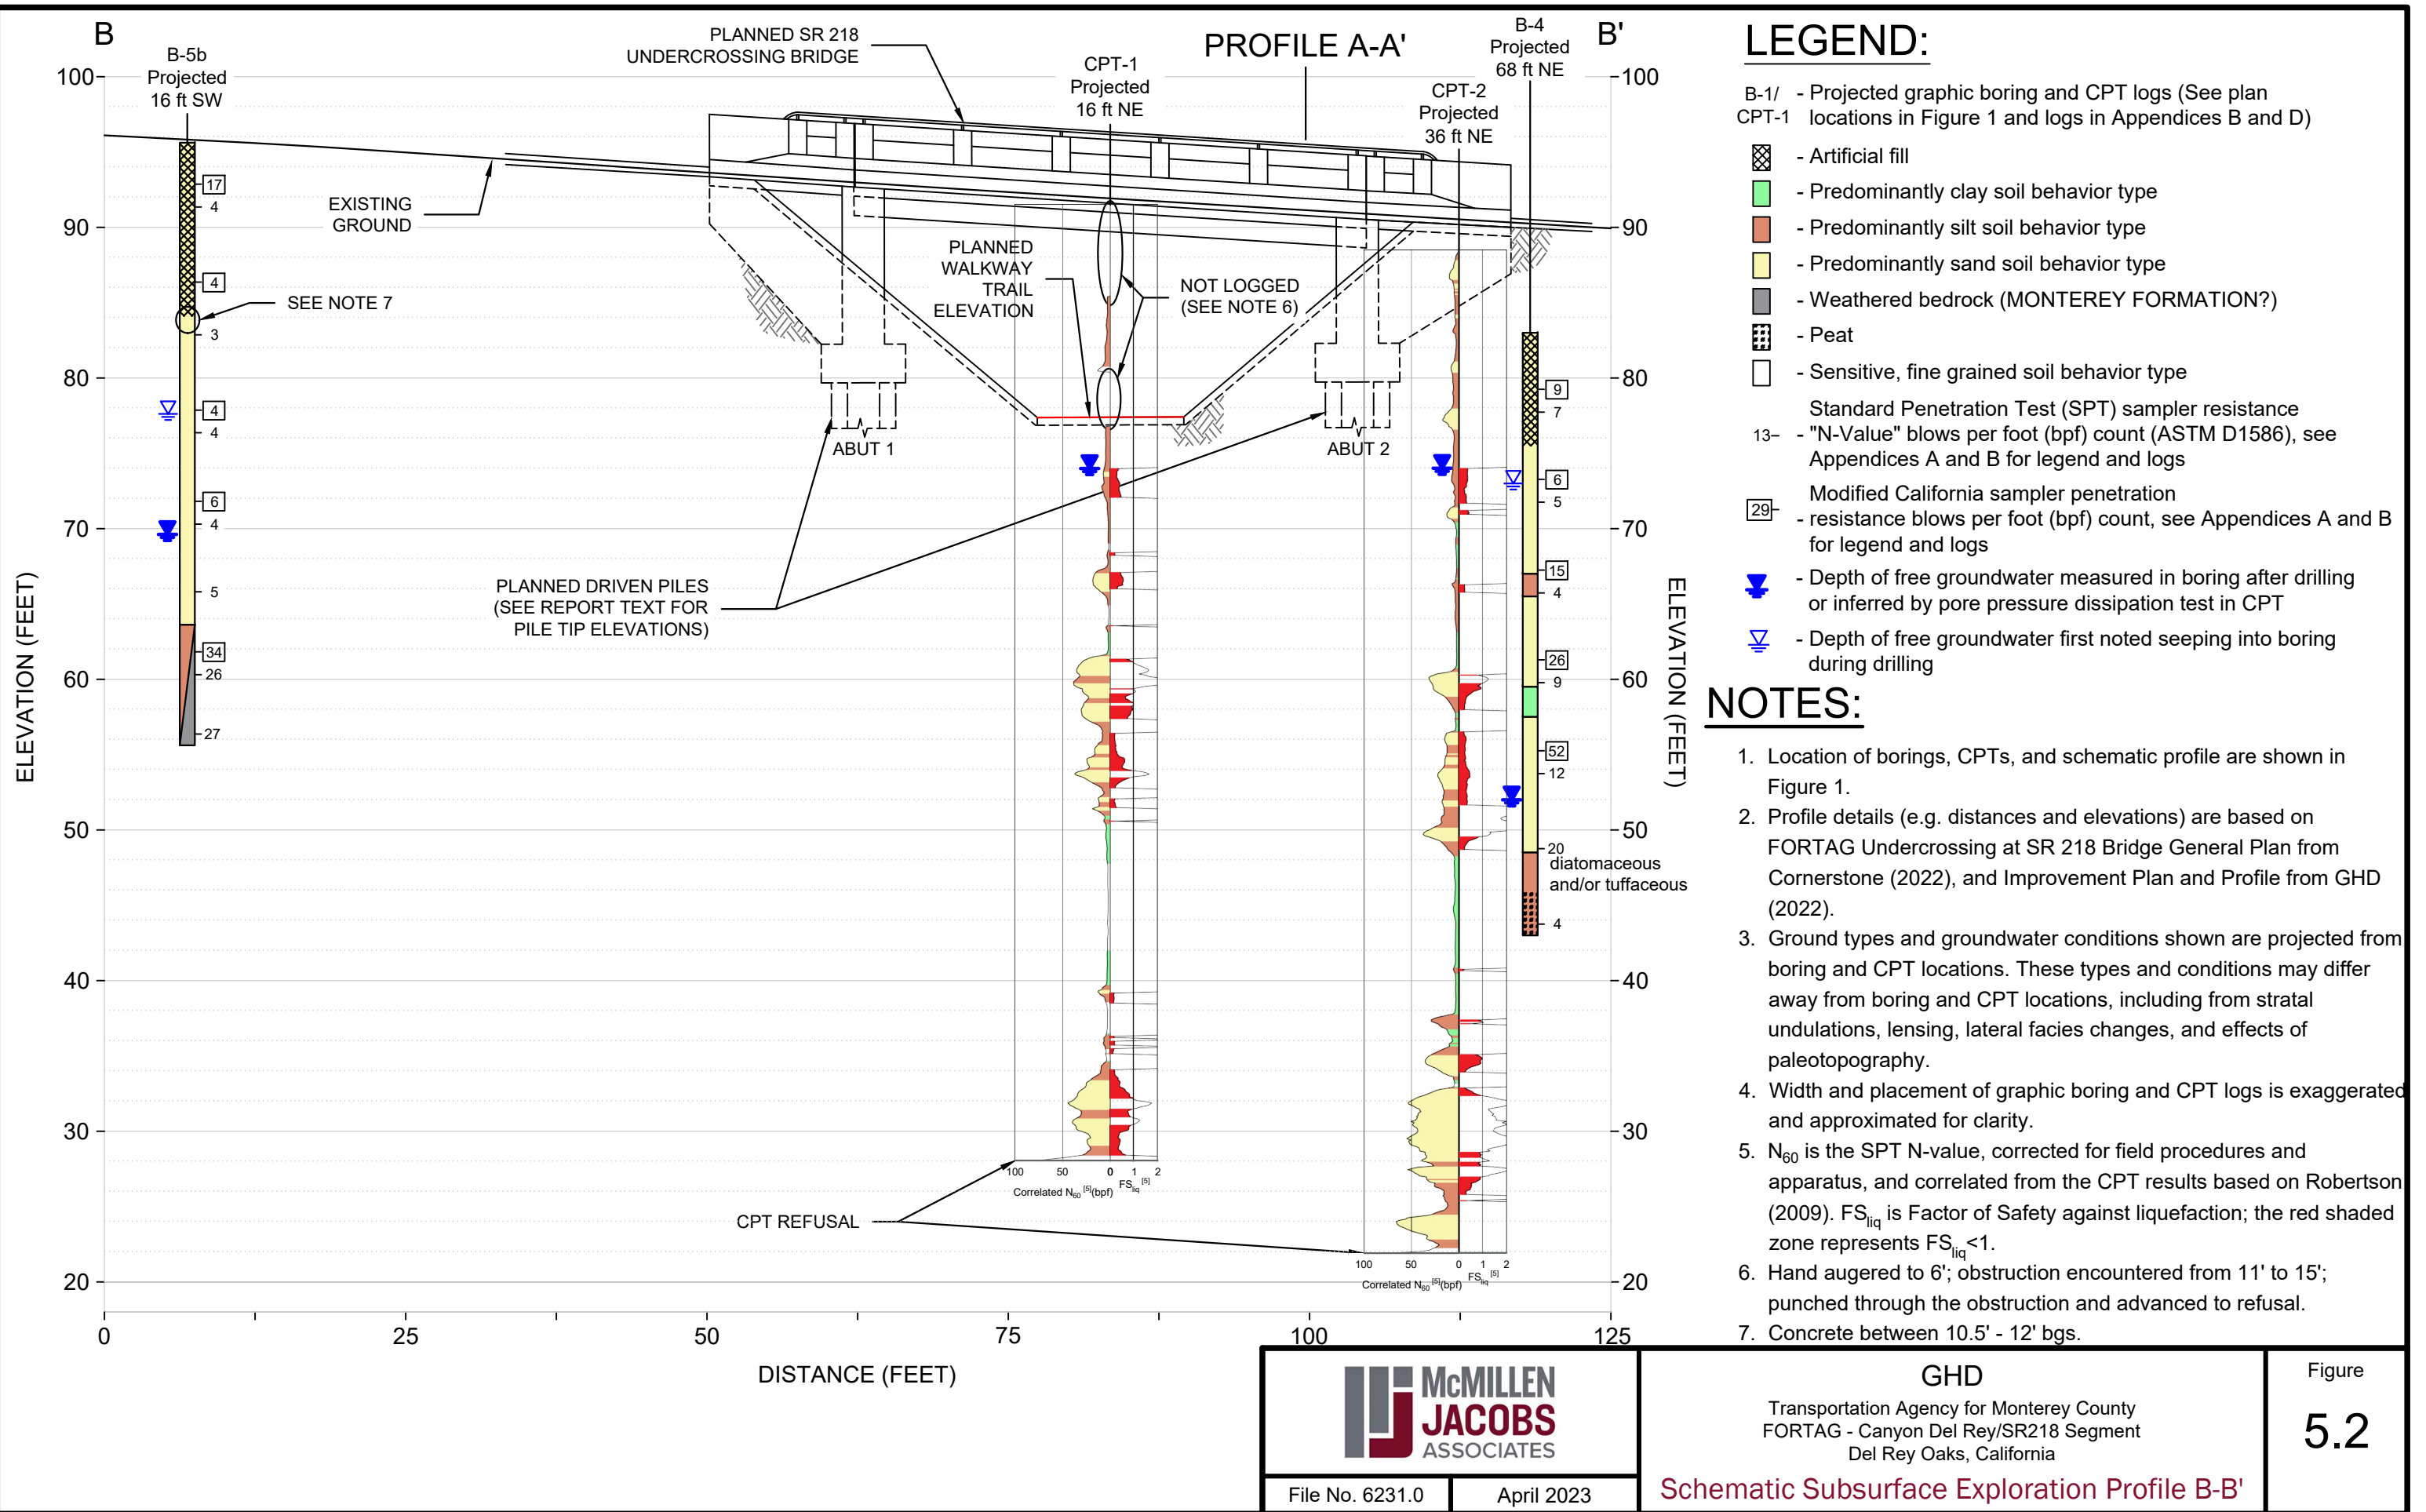 B
B'
B-5b
Projected
16 ft SW
PLANNED SR 218
UNDERCROSSING BRIDGE
PROFILE A-A'
CPT-1
Projected
16 ft NE
CPT-2
Projected
36 ft NE
B-4
Projected
68 ft NE
EXISTING
GROUND
SEE NOTE 7
PLANNED
WALKWAY
TRAIL
ELEVATION
NOT LOGGED
(SEE NOTE 6)
ABUT 1
ABUT 2
PLANNED DRIVEN PILES
(SEE REPORT TEXT FOR
PILE TIP ELEVATIONS)
CPT REFUSAL
diatomaceous
and/or tuffaceous
17
4
4
3
4
4
6
4
5
34
26
27
9
7
6
5
15
4
26
9
52
12
20
4
100
90
80
70
60
50
40
30
20
ELEVATION (FEET)
100
90
80
70
60
50
40
30
20
ELEVATION (FEET)
100 50 0 0 1 2
Correlated N60 [5](bpf) FSliq [5]
100 50 0 1 2
Correlated N60 [5](bpf) FSliq [5]
0 25 50 75 100 125
DISTANCE (FEET)
LEGEND:
B-1/
CPT-1
- Projected graphic boring and CPT logs (See plan
locations in Figure 1 and logs in Appendices B and D)
- Artificial fill
- Predominantly clay soil behavior type
- Predominantly silt soil behavior type
- Predominantly sand soil behavior type
- Weathered bedrock (MONTEREY FORMATION?)
- Peat
- Sensitive, fine grained soil behavior type
Standard Penetration Test (SPT) sampler resistance
13 - "N-Value" blows per foot (bpf) count (ASTM D1586), see
Appendices A and B for legend and logs
Modified California sampler penetration
29 - resistance blows per foot (bpf) count, see Appendices A and B
for legend and logs
- Depth of free groundwater measured in boring after drilling
or inferred by pore pressure dissipation test in CPT
- Depth of free groundwater first noted seeping into boring
during drilling
NOTES:
1. Location of borings, CPTs, and schematic profile are shown in
Figure 1.
2. Profile details (e.g. distances and elevations) are based on
FORTAG Undercrossing at SR 218 Bridge General Plan from
Cornerstone (2022), and Improvement Plan and Profile from GHD
(2022).
3. Ground types and groundwater conditions shown are projected from
boring and CPT locations. These types and conditions may differ
away from boring and CPT locations, including from stratal
undulations, lensing, lateral facies changes, and effects of
paleotopography.
4. Width and placement of graphic boring and CPT logs is exaggerated
and approximated for clarity.
5. N60 is the SPT N-value, corrected for field procedures and
apparatus, and correlated from the CPT results based on Robertson
(2009). FSliq is Factor of Safety against liquefaction; the red shaded
zone represents FSliq<1.
6. Hand augered to 6'; obstruction encountered from 11' to 15';
punched through the obstruction and advanced to refusal.
7. Concrete between 10.5' - 12' bgs.
McMILLEN
JACOBS
ASSOCIATES
File No. 6231.0
April 2023
GHD
Transportation Agency for Monterey County
FORTAG - Canyon Del Rey/SR218 Segment
Del Rey Oaks, California
Schematic Subsurface Exploration Profile B-B'
Figure
5.2